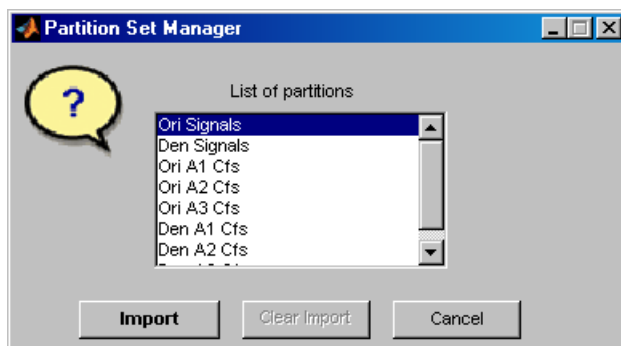 Partition Set Manager
?
List of partitions
Ori Signals
Den Signals
Ori A1 Cfs
Ori A2 Cfs
Ori A3 Cfs
Den A1 Cfs
Den A2 Cfs
Import
Clear Import
Cancel